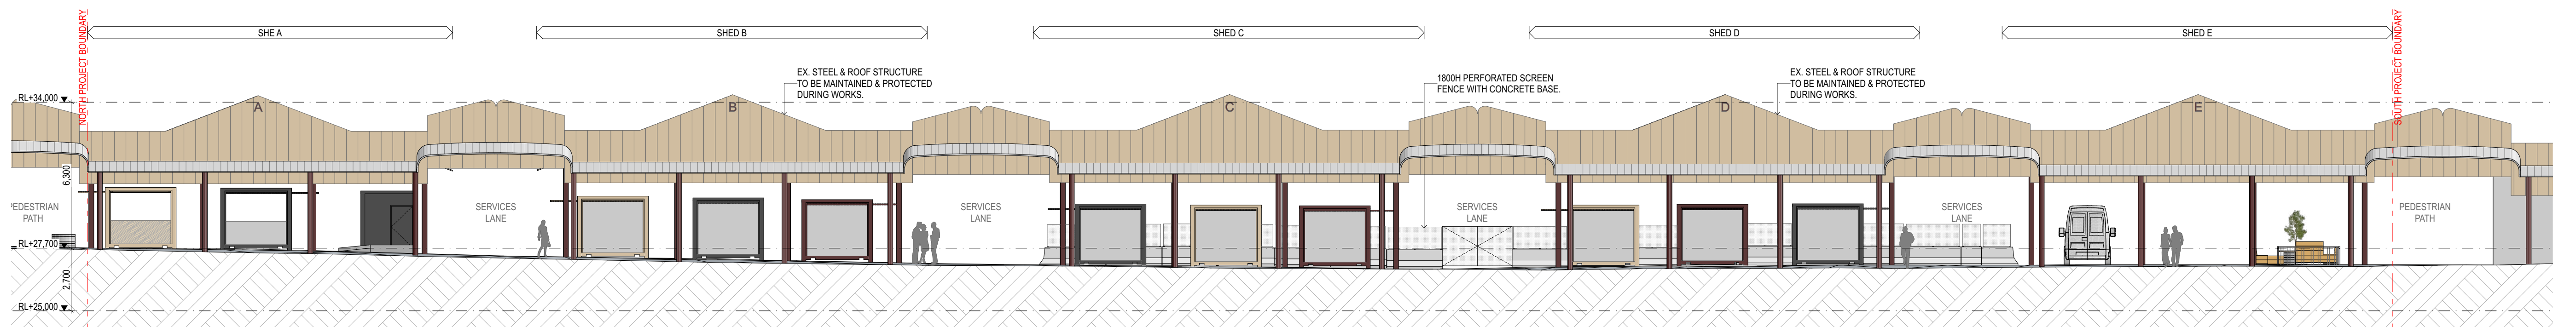 NORTH PROJECT BOUNDARY
SHE A
SHED B
SHED C
SHED D
SHED E
SOUTH PROJECT BOUNDARY
EX. STEEL & ROOF STRUCTURE
TO BE MAINTAINED & PROTECTED
DURING WORKS.
1800H PERFORATED SCREEN
FENCE WITH CONCRETE BASE.
EX. STEEL & ROOF STRUCTURE
TO BE MAINTAINED & PROTECTED
DURING WORKS.
RL+34,000
A
B
C
D
E
6,300
PEDESTRIAN
PATH
SERVICES
LANE
SERVICES
LANE
SERVICES
LANE
SERVICES
LANE
PEDESTRIAN
PATH
RL+27,700
2,700
RL+25,000